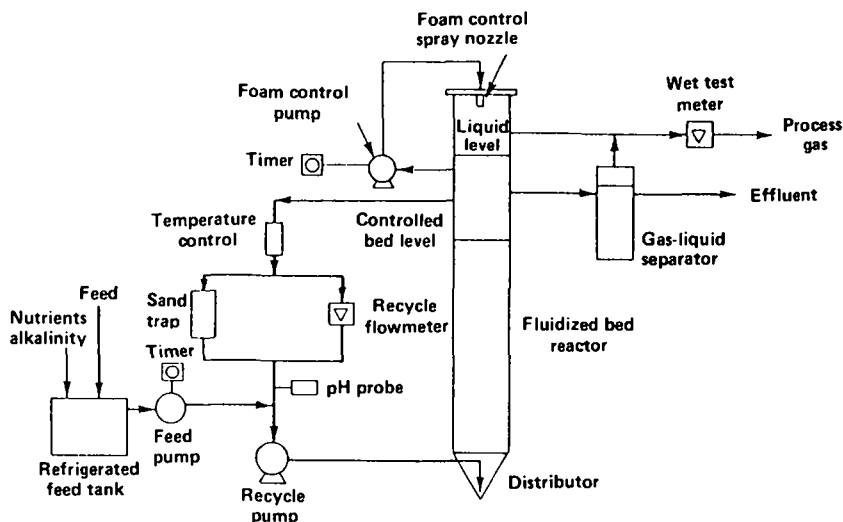 Foam control
spray nozzle
Foam control
pump
Wet test
meter
Liquid
level
Process
gas
Timer
Effluent
Temperature
control
Controlled
bed level
Gas-liquid
separator
Feed
Sand
trap
Recycle
flowmeter
Nutrients
alkalinity
Fluidized bed
reactor
Timer
pH probe
Feed
pump
Refrigerated
feed tank
Distributor
Recycle
pump